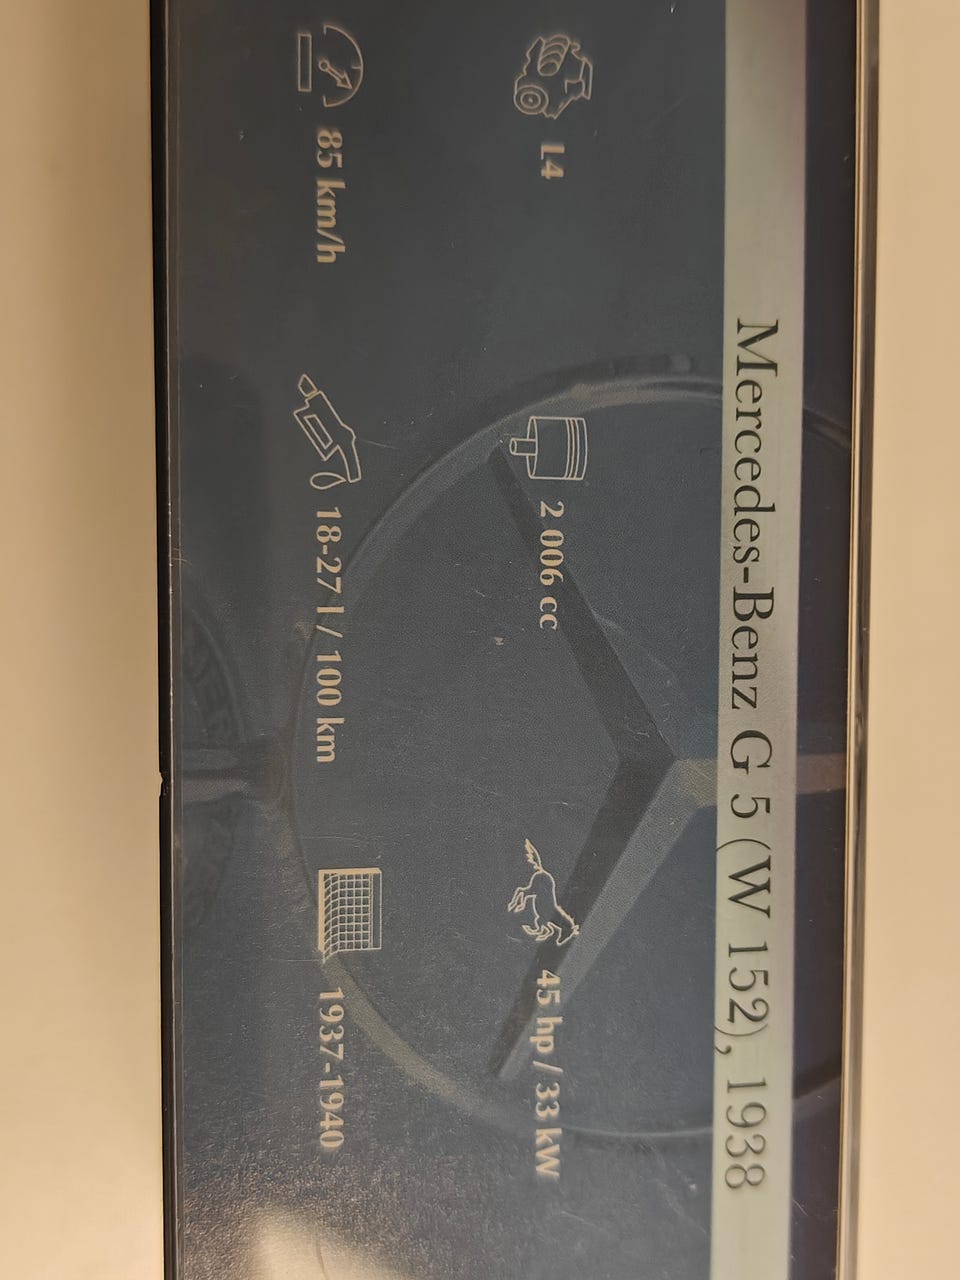 Mercedes-Benz G 5 (W 152), 1938
L4
2 006 cc
45 hp / 33 kW
85 km/h
18-27 l / 100 km
1937-1940